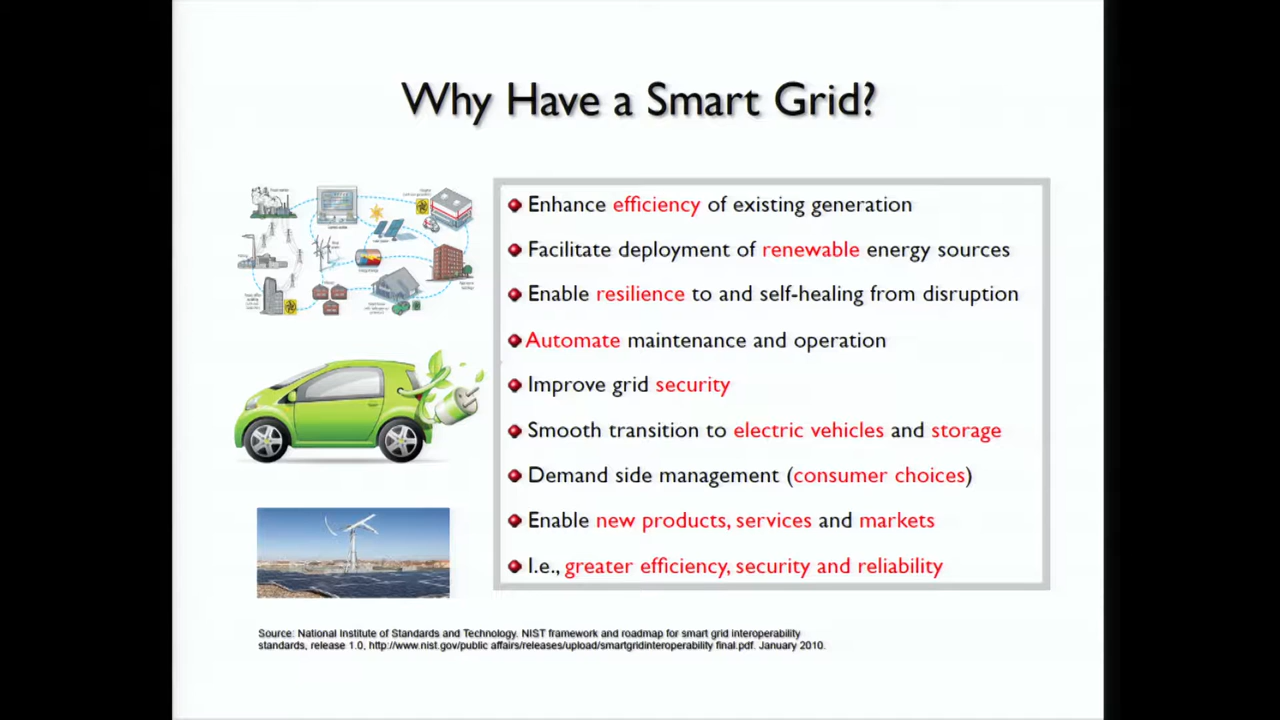 Why Have a Smart Grid?
Enhance efficiency of existing generation
Facilitate deployment of renewable energy sources
Enable resilience to and self-healing from disruption
Automate maintenance and operation
Improve grid security
Smooth transition to electric vehicles and storage
Demand side management (consumer choices)
Enable new products, services and markets
I.e., greater efficiency, security and reliability
Source: National Institute of Standards and Technology. NIST framework and roadmap for smart grid interoperability
standards, release 1.0, http://www.nist.gov/public affairs/releases/upload/smartgridinteroperability final.pdf. January 2010.